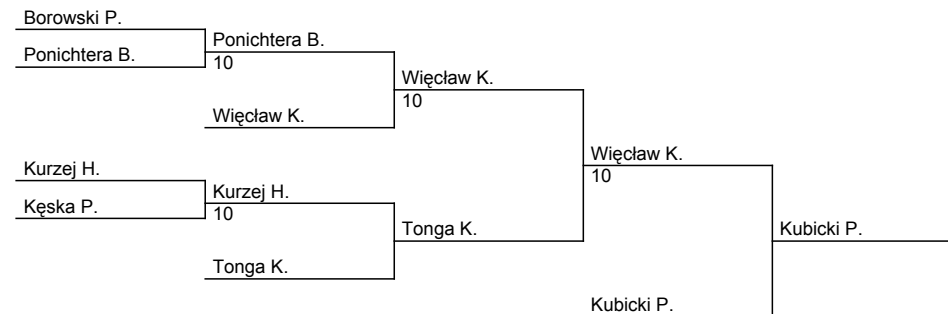 Borowski P.
Ponichtera B.
Ponichtera B.
10
Więcław K.
Więcław K.
10
Kurzej H.
Kęska P.
Kurzej H.
10
Tonga K.
Tonga K.
Więcław K.
10
Kubicki P.
Kubicki P.